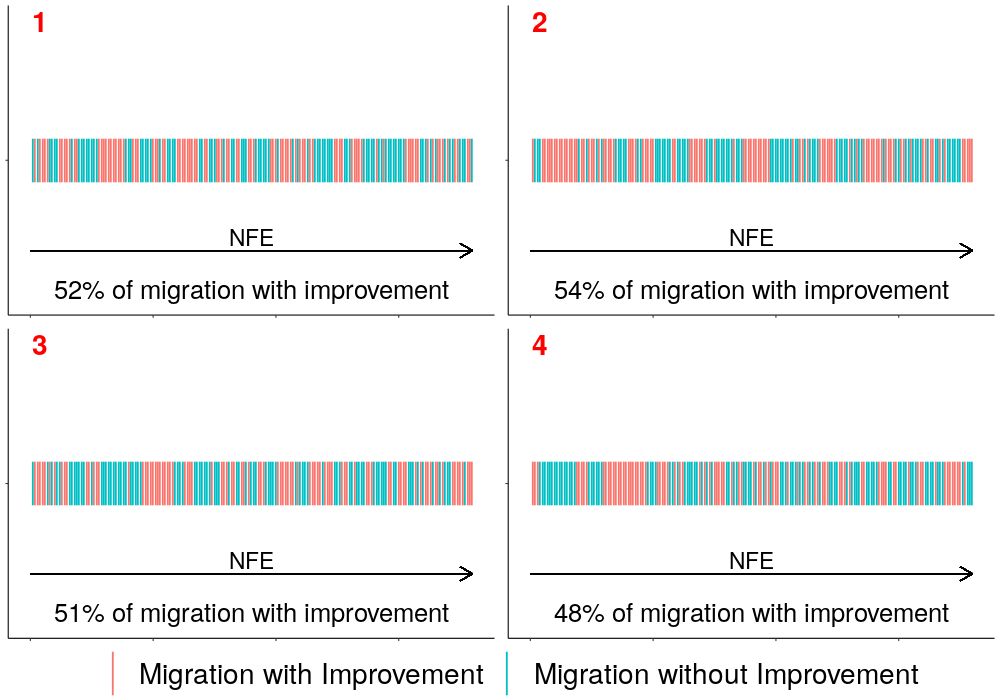 1
NFE
52% of migration with improvement
2
NFE
54% of migration with improvement
3
NFE
51% of migration with improvement
4
NFE
48% of migration with improvement
Migration with Improvement
Migration without Improvement